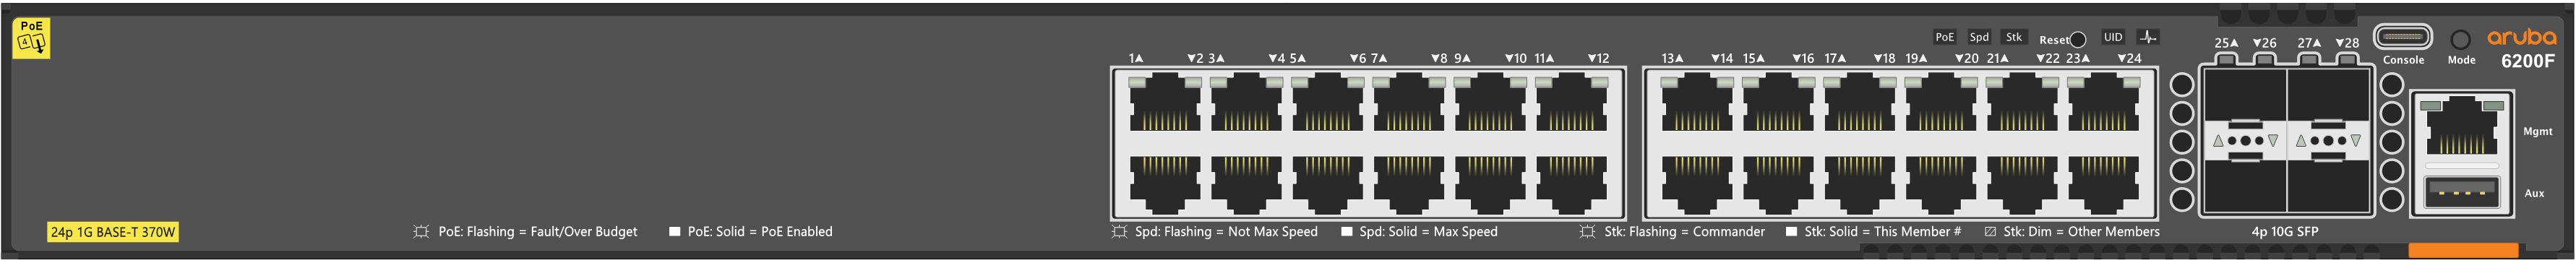 PoE
4
PoE Spd Stk Reset UID
25▲ ▼26 27▲ ▼28
Console
Mode
aruba
6200F
1▲ ▼2 3▲ ▼4 5▲ ▼6 7▲ ▼8 9▲ ▼10 11▲ ▼12
13▲ ▼14 15▲ ▼16 17▲ ▼18 19▲ ▼20 21▲ ▼22 23▲ ▼24
Mgmt
Aux
24p 1G BASE-T 370W
PoE: Flashing = Fault/Over Budget
PoE: Solid = PoE Enabled
Spd: Flashing = Not Max Speed
Spd: Solid = Max Speed
Stk: Flashing = Commander
Stk: Solid = This Member #
Stk: Dim = Other Members
4p 10G SFP